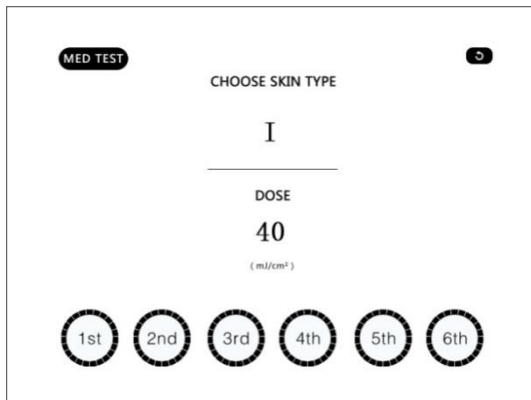 MED TEST
CHOOSE SKIN TYPE
I
DOSE
40
( mJ/cm² )
1st 2nd 3rd 4th 5th 6th